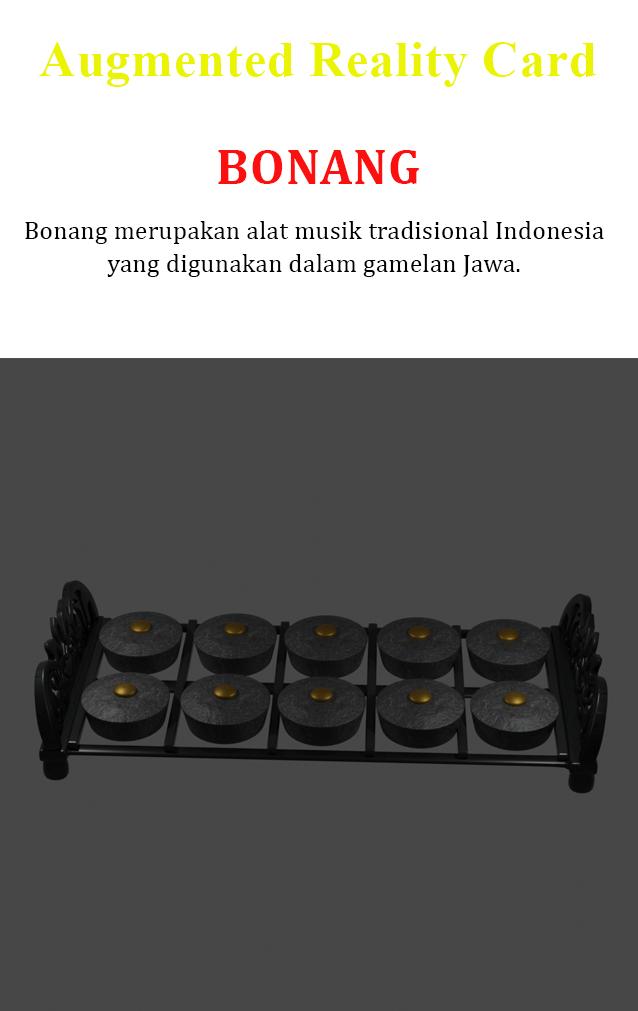 Augmented Reality Card
BONANG
Bonang merupakan alat musik tradisional Indonesia
yang digunakan dalam gamelan Jawa.